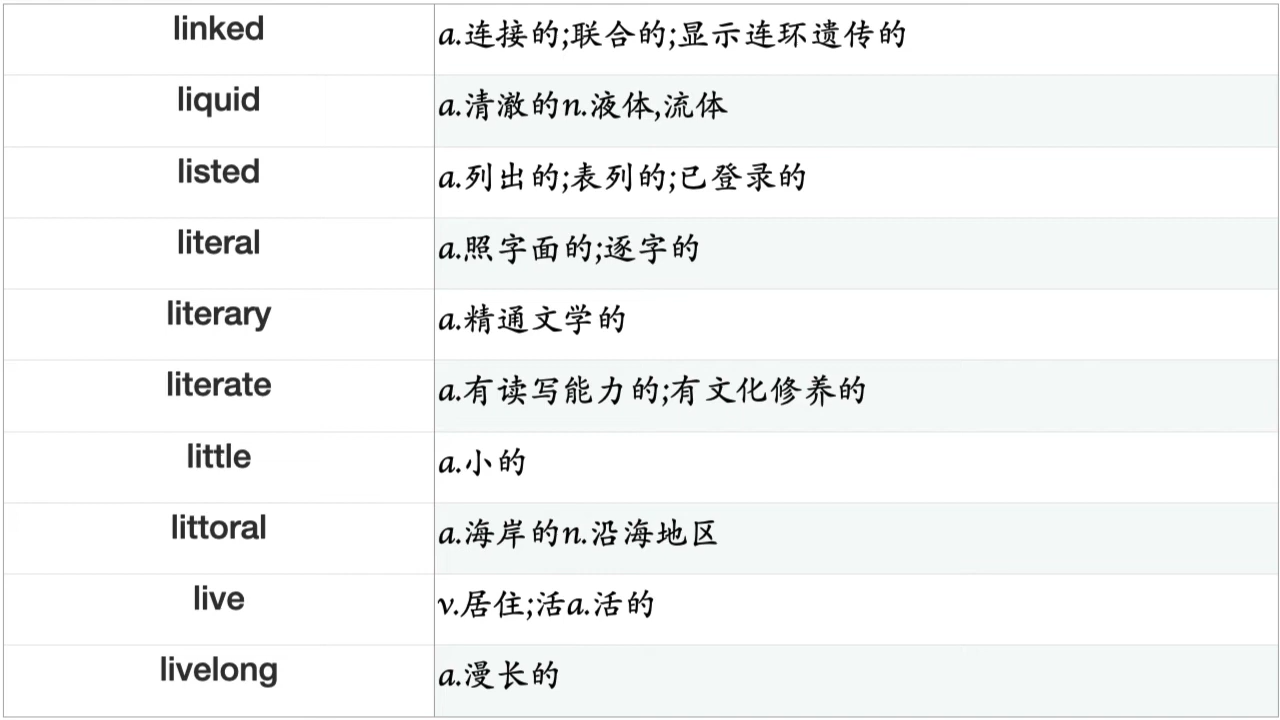 linked a.连接的;联合的;显示连环遗传的
liquid a.清澈的n.液体,流体
listed a.列出的;表列的;已登录的
literal a.照字面的;逐字的
literary a.精通文学的
literate a.有读写能力的;有文化修养的
little a.小的
littoral a.海岸的n.沿海地区
live v.居住;活a.活的
livelong a.漫长的